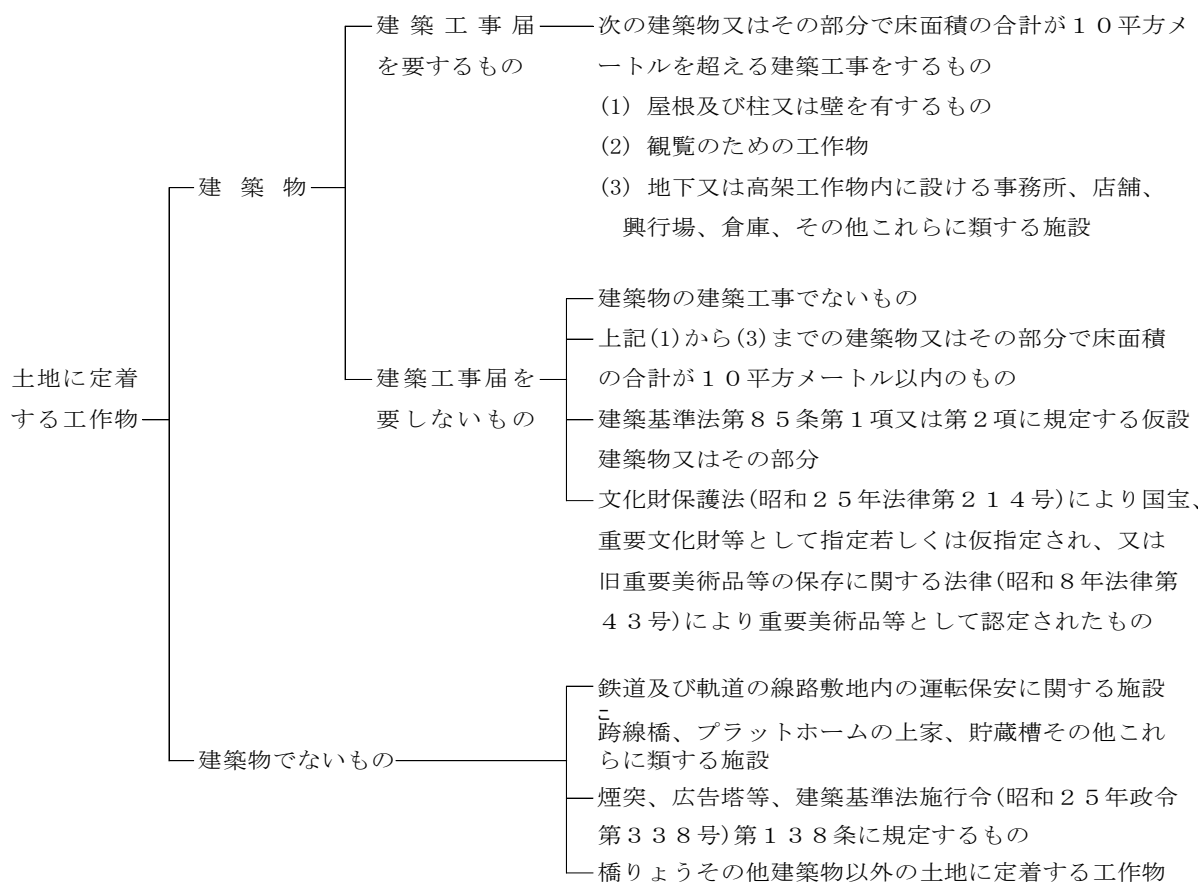 建築工事届
を要するもの
次の建築物又はその部分で床面積の合計が１０平方メ
ートルを超える建築工事をするもの
(1) 屋根及び柱又は壁を有するもの
(2) 観覧のための工作物
(3) 地下又は高架工作物内に設ける事務所、店舗、
興行場、倉庫、その他これらに類する施設
建築物
建築物の建築工事でないもの
上記(1)から(3)までの建築物又はその部分で床面積
の合計が１０平方メートル以内のもの
土地に定着
する工作物
建築工事届を
要しないもの
建築基準法第８５条第１項又は第２項に規定する仮設
建築物又はその部分
文化財保護法(昭和２５年法律第２１４号)により国宝、
重要文化財等として指定若しくは仮指定され、又は
旧重要美術品等の保存に関する法律(昭和８年法律第
４３号)により重要美術品等として認定されたもの
建築物でないもの
鉄道及び軌道の線路敷地内の運転保安に関する施設
こ
跨線橋、プラットホームの上家、貯蔵槽その他これ
らに類する施設
煙突、広告塔等、建築基準法施行令(昭和２５年政令
第３３８号)第１３８条に規定するもの
橋りょうその他建築物以外の土地に定着する工作物